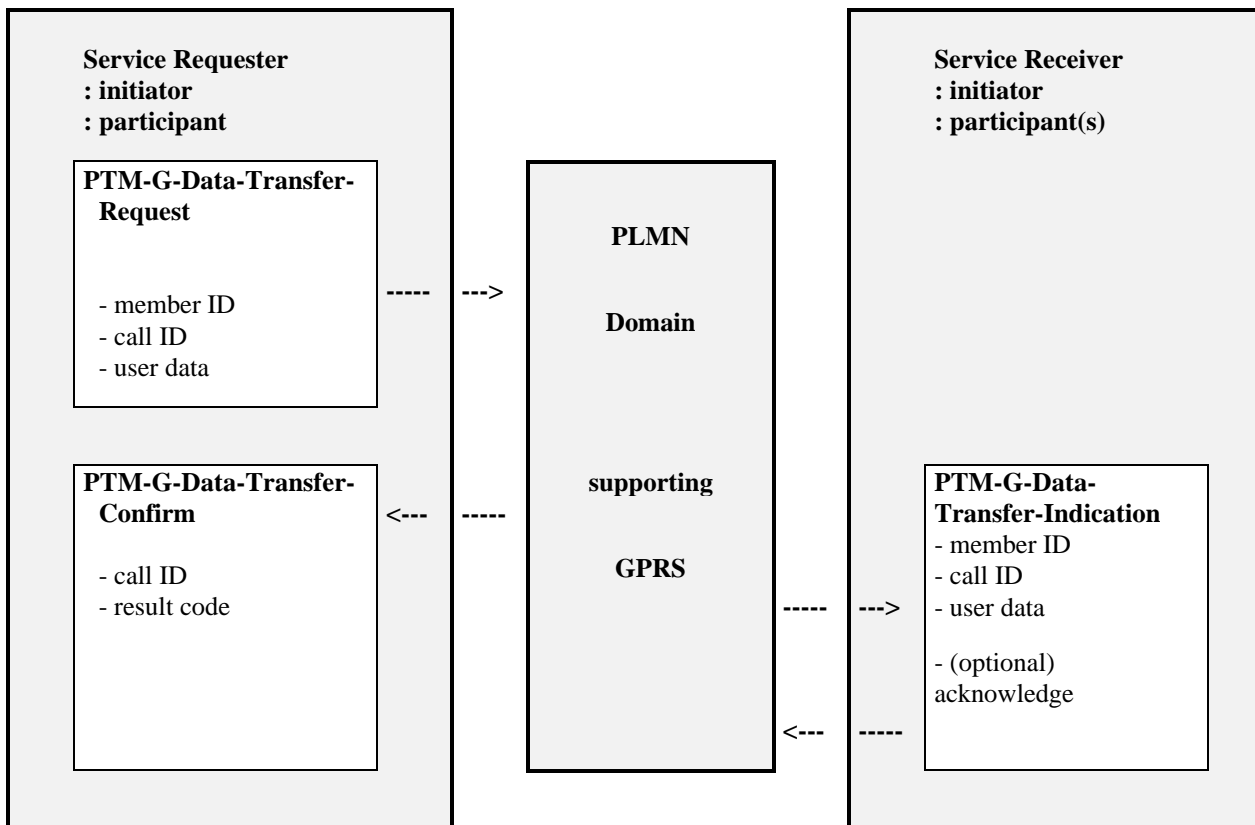 Service Requester
: initiator
: participant
PTM-G-Data-Transfer-
Request
- member ID
- call ID
- user data
----- --->
PTM-G-Data-Transfer-
Confirm
- call ID
- result code
<--- -----
PLMN
Domain
supporting
GPRS
Service Receiver
: initiator
: participant(s)
PTM-G-Data-
Transfer-Indication
- member ID
- call ID
- user data
- (optional)
acknowledge
----- --->
<--- -----